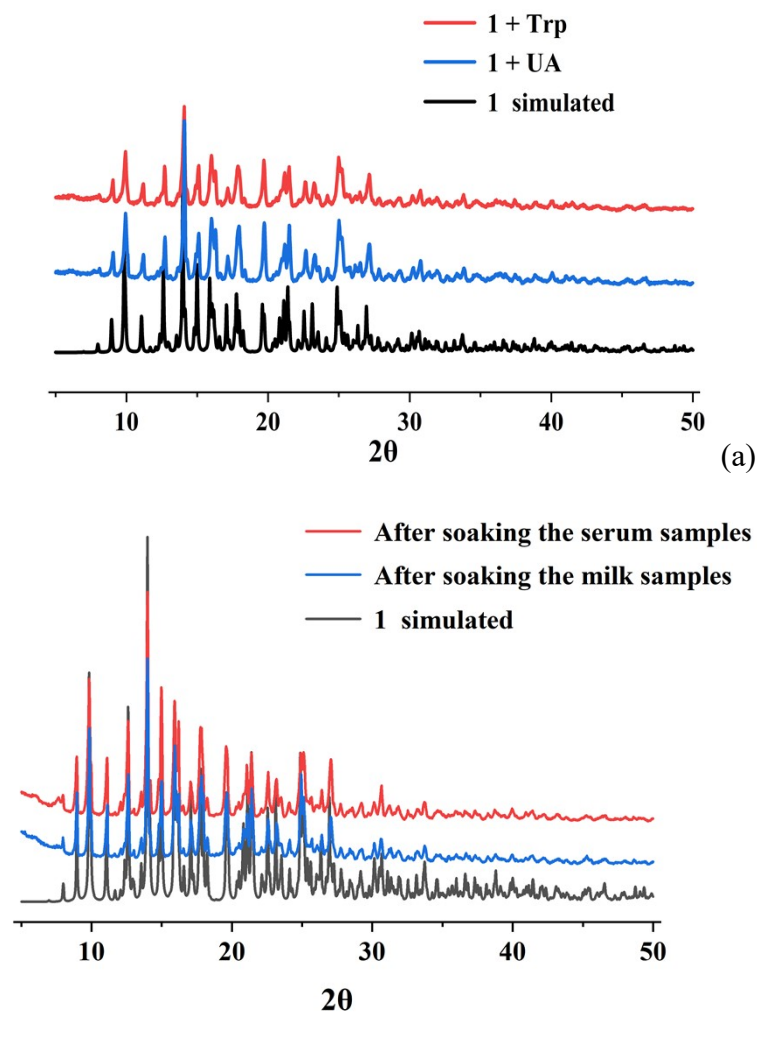 1 + Trp
1 + UA
1 simulated
10 20 30 40 50
2θ
(a)
After soaking the serum samples
After soaking the milk samples
1 simulated
10 20 30 40 50
2θ